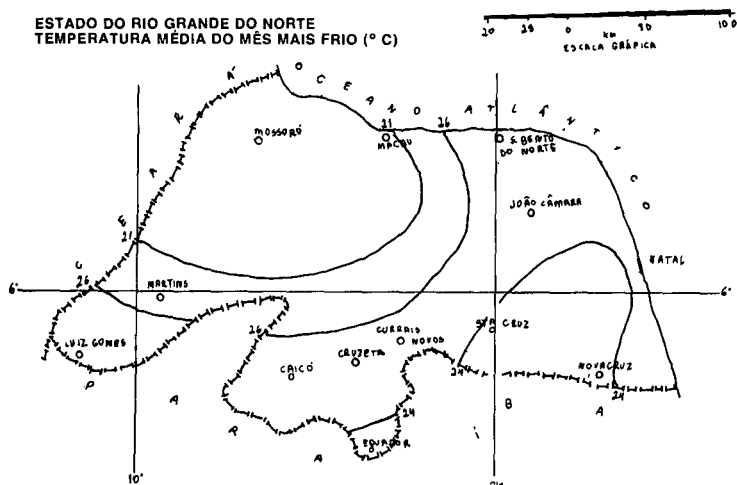 ESTADO DO RIO GRANDE DO NORTE
TEMPERATURA MÉDIA DO MÊS MAIS FRIO (° C)
20 25 0 50 100
km
ESCALA GRÁFICA
OCEANO ATLÂNTICO
CEARÁ
MOSSORÓ
21
MACAU
26
S. BENTO
DO NORTE
JOÃO CÂMARA
21
NATAL
26
6°
MARTINS
6°
LUIZ GOMES
26
CURRAIS
NOVOS
STA CRUZ
CAICÓ
CRUZETA
24
NOVA CRUZ
24
24
EQUADOR
PARAIBA
10°